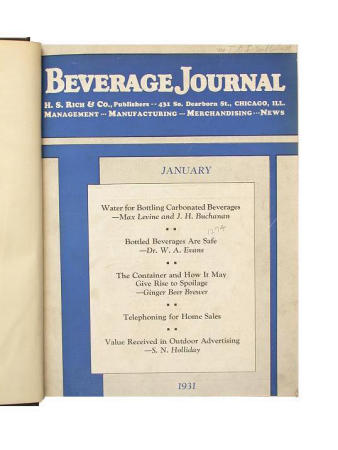 BEVERAGE JOURNAL
H. S. RICH & CO., PUBLISHERS -- 431 SO. DEARBORN ST., CHICAGO, ILL.
MANAGEMENT -- MANUFACTURING -- MERCHANDISING -- NEWS
JANUARY
Water for Bottling Carbonated Beverages
—Max Levine and J. H. Buchanan
Bottled Beverages Are Safe
—Dr. W. A. Evans
The Container and How It May
Give Rise to Spoilage
—Ginger Beer Brewer
Telephoning for Home Sales
Value Received in Outdoor Advertising
—S. N. Holliday
1931